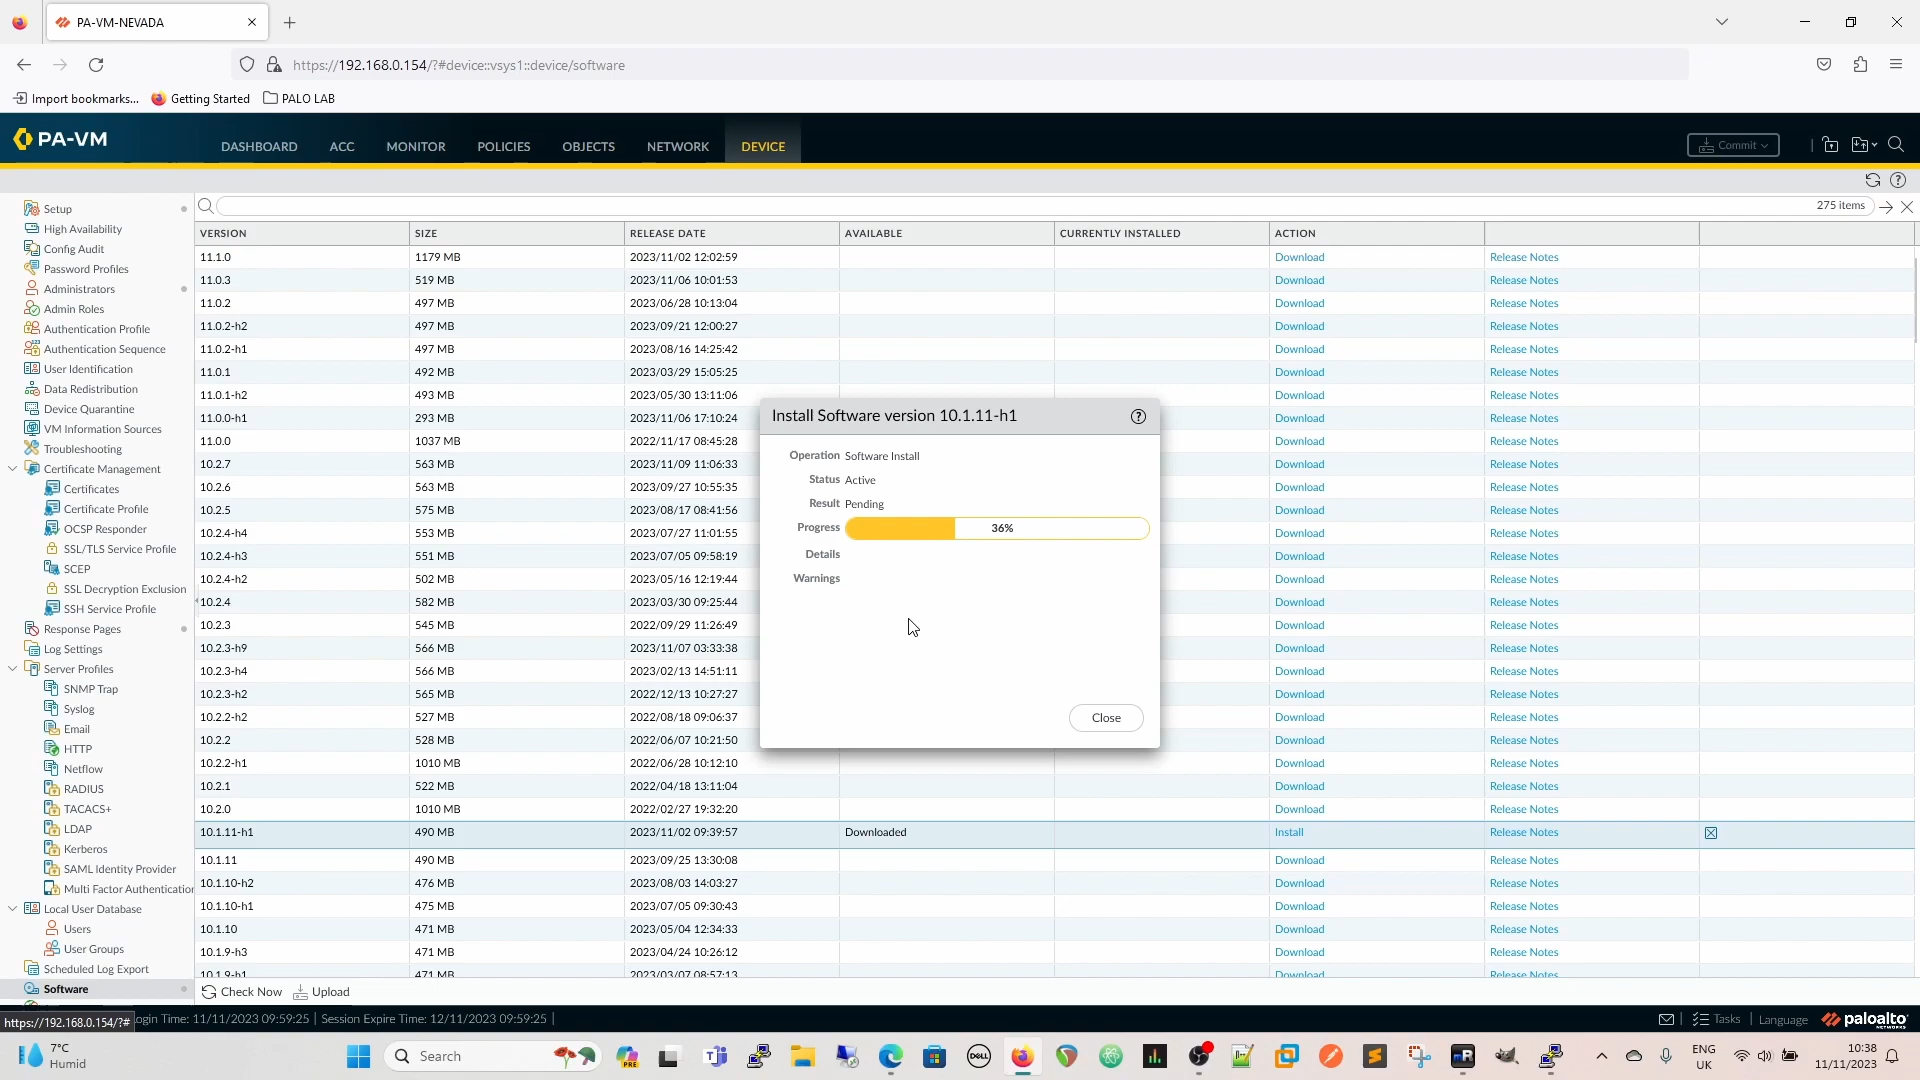 PA-VM-NEVADA
https://192.168.0.154/?#device::vsys1::device/software
Import bookmarks...
Getting Started
PALO LAB
PA-VM
DASHBOARD
ACC
MONITOR
POLICIES
OBJECTS
NETWORK
DEVICE
Commit
275 items
Setup
High Availability
Config Audit
Password Profiles
Administrators
Admin Roles
Authentication Profile
Authentication Sequence
User Identification
Data Redistribution
Device Quarantine
VM Information Sources
Troubleshooting
Certificate Management
Certificates
Certificate Profile
OCSP Responder
SSL/TLS Service Profile
SCEP
SSL Decryption Exclusion
SSH Service Profile
Response Pages
Log Settings
Server Profiles
SNMP Trap
Syslog
Email
HTTP
Netflow
RADIUS
TACACS+
LDAP
Kerberos
SAML Identity Provider
Multi Factor Authentication
Local User Database
Users
User Groups
Scheduled Log Export
Software
VERSION SIZE RELEASE DATE AVAILABLE CURRENTLY INSTALLED ACTION
11.1.0 1179 MB 2023/11/02 12:02:59 Download Release Notes
11.0.3 519 MB 2023/11/06 10:01:53 Download Release Notes
11.0.2 497 MB 2023/06/28 10:13:04 Download Release Notes
11.0.2-h2 497 MB 2023/09/21 12:00:27 Download Release Notes
11.0.2-h1 497 MB 2023/08/16 14:25:42 Download Release Notes
11.0.1 492 MB 2023/03/29 15:05:25 Download Release Notes
11.0.1-h2 493 MB 2023/05/30 13:11:06 Download Release Notes
11.0.0-h1 293 MB 2023/11/06 17:10:24 Download Release Notes
11.0.0 1037 MB 2022/11/17 08:45:28 Download Release Notes
10.2.7 563 MB 2023/11/09 11:06:33 Download Release Notes
10.2.6 563 MB 2023/09/27 10:55:35 Download Release Notes
10.2.5 575 MB 2023/08/17 08:41:56 Download Release Notes
10.2.4-h4 553 MB 2023/07/27 11:01:55 Download Release Notes
10.2.4-h3 551 MB 2023/07/05 09:58:19 Download Release Notes
10.2.4-h2 502 MB 2023/05/16 12:19:44 Download Release Notes
10.2.4 582 MB 2023/03/30 09:25:44 Download Release Notes
10.2.3 545 MB 2022/09/29 11:26:49 Download Release Notes
10.2.3-h9 566 MB 2023/11/07 03:33:38 Download Release Notes
10.2.3-h4 566 MB 2023/02/13 14:51:11 Download Release Notes
10.2.3-h2 565 MB 2022/12/13 10:27:27 Download Release Notes
10.2.2-h2 527 MB 2022/08/18 09:06:37 Download Release Notes
10.2.2 528 MB 2022/06/07 10:21:50 Download Release Notes
10.2.2-h1 1010 MB 2022/06/28 10:12:10 Download Release Notes
10.2.1 522 MB 2022/04/18 13:11:04 Download Release Notes
10.2.0 1010 MB 2022/02/27 19:32:20 Download Release Notes
10.1.11-h1 490 MB 2023/11/02 09:39:57 Downloaded Install Release Notes
10.1.11 490 MB 2023/09/25 13:30:08 Download Release Notes
10.1.10-h2 476 MB 2023/08/03 14:03:27 Download Release Notes
10.1.10-h1 475 MB 2023/07/05 09:30:43 Download Release Notes
10.1.10 471 MB 2023/05/04 12:34:33 Download Release Notes
10.1.9-h3 471 MB 2023/04/24 10:26:12 Download Release Notes
10.1.9-h1 471 MB 2023/03/07 08:57:13 Download Release Notes
Install Software version 10.1.11-h1
Operation Software Install
Status Active
Result Pending
Progress 36%
Details
Warnings
Close
Check Now
Upload
https://192.168.0.154/?#
ogin Time: 11/11/2023 09:59:25 | Session Expire Time: 12/11/2023 09:59:25 |
Tasks | Language
paloalto
NETWORKS
7°C
Humid
Search
PRE
DELL
ENG
UK
10:38
11/11/2023